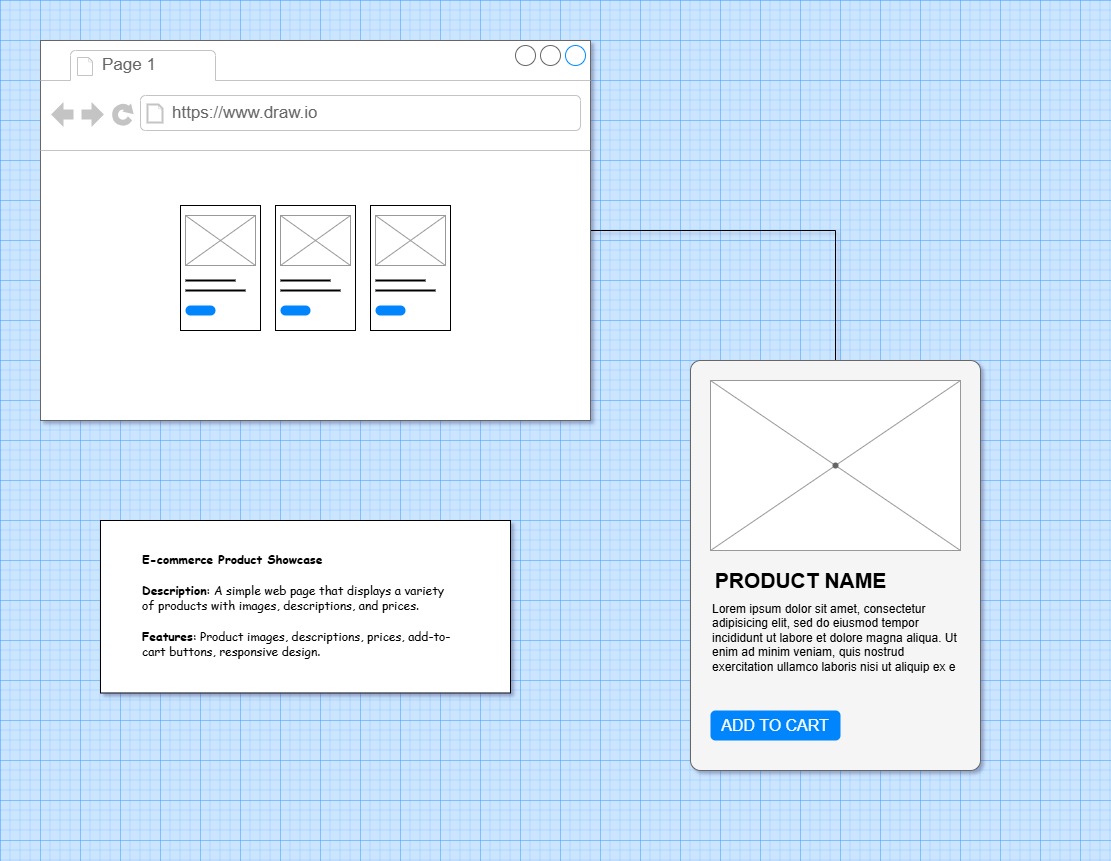 Page 1
https://www.draw.io
E-commerce Product Showcase
Description: A simple web page that displays a variety
of products with images, descriptions, and prices.
Features: Product images, descriptions, prices, add-to-
cart buttons, responsive design.
PRODUCT NAME
Lorem ipsum dolor sit amet, consectetur
adipisicing elit, sed do eiusmod tempor
incididunt ut labore et dolore magna aliqua. Ut
enim ad minim veniam, quis nostrud
exercitation ullamco laboris nisi ut aliquip ex e
ADD TO CART